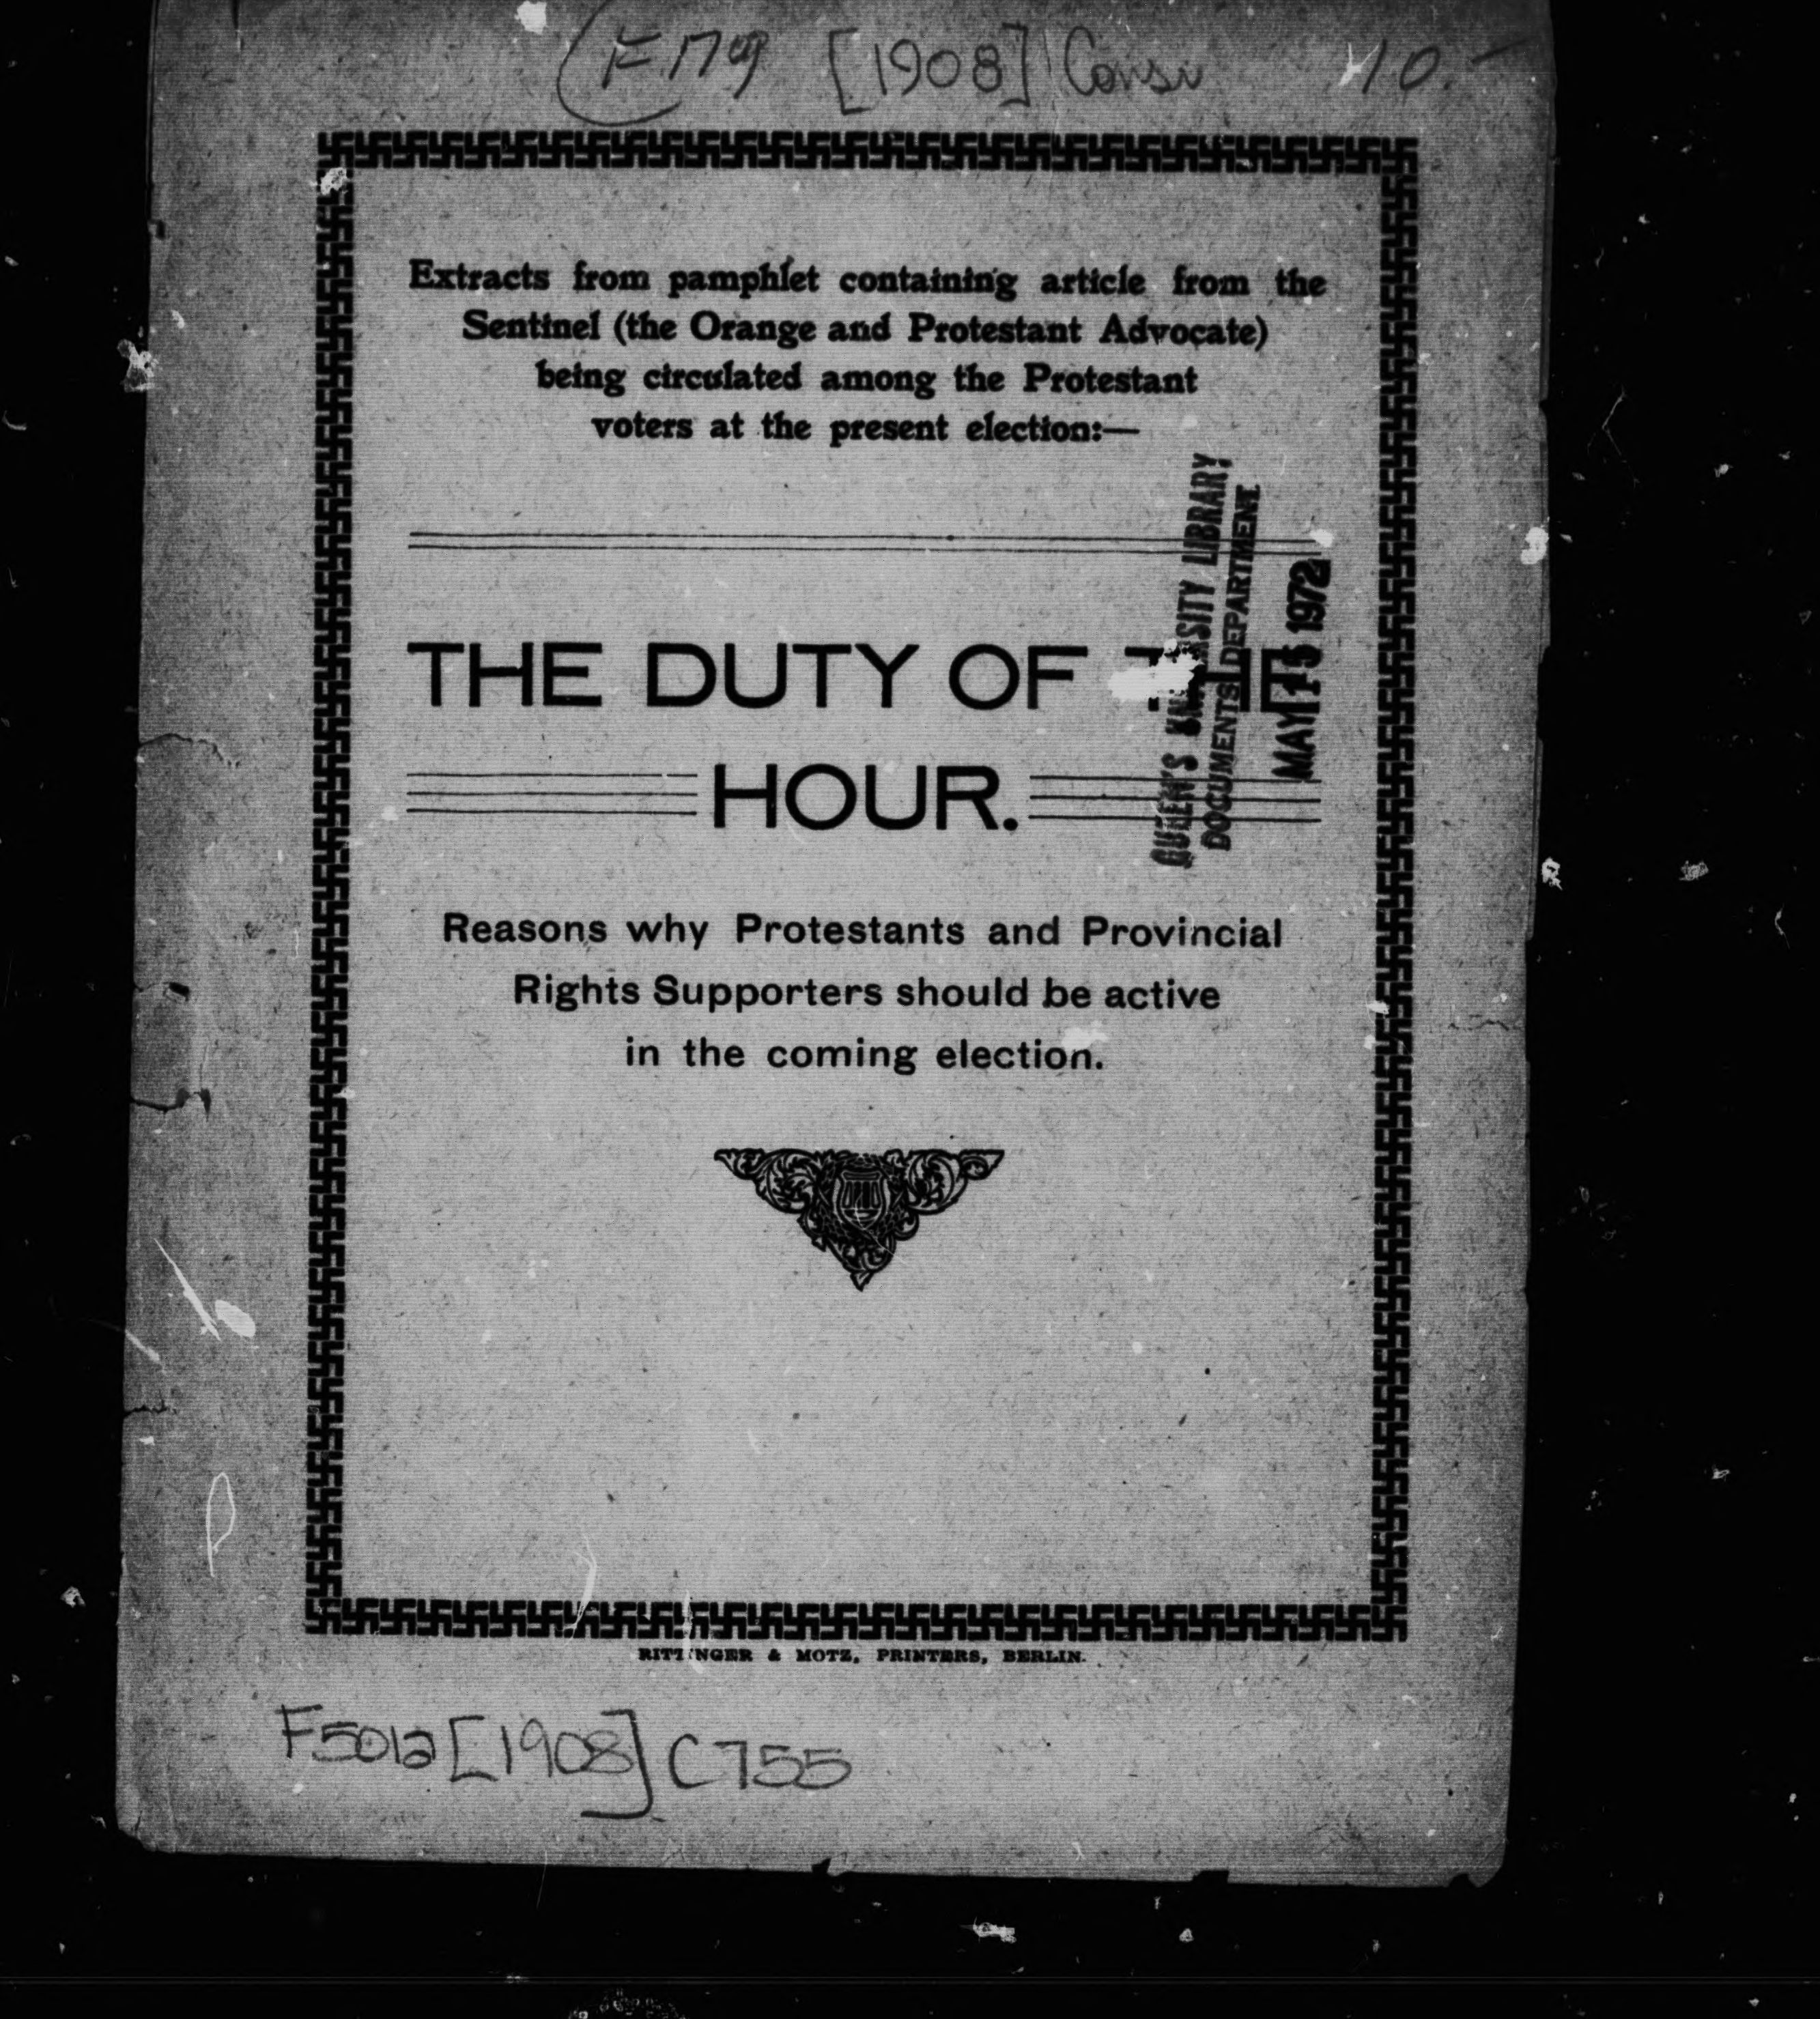 [1908] Consv 10.-
Extracts from pamphlet containing article from the
Sentinel (the Orange and Protestant Advocate)
being circulated among the Protestant
voters at the present election:—
THE DUTY OF THE
HOUR.
QUEEN'S UNIVERSITY LIBRARY
DOCUMENTS DEPARTMENT
MAY 15 1972
Reasons why Protestants and Provincial
Rights Supporters should be active
in the coming election.
RITTINGER & MOTZ, PRINTERS, BERLIN.
F5012 [1908] C755